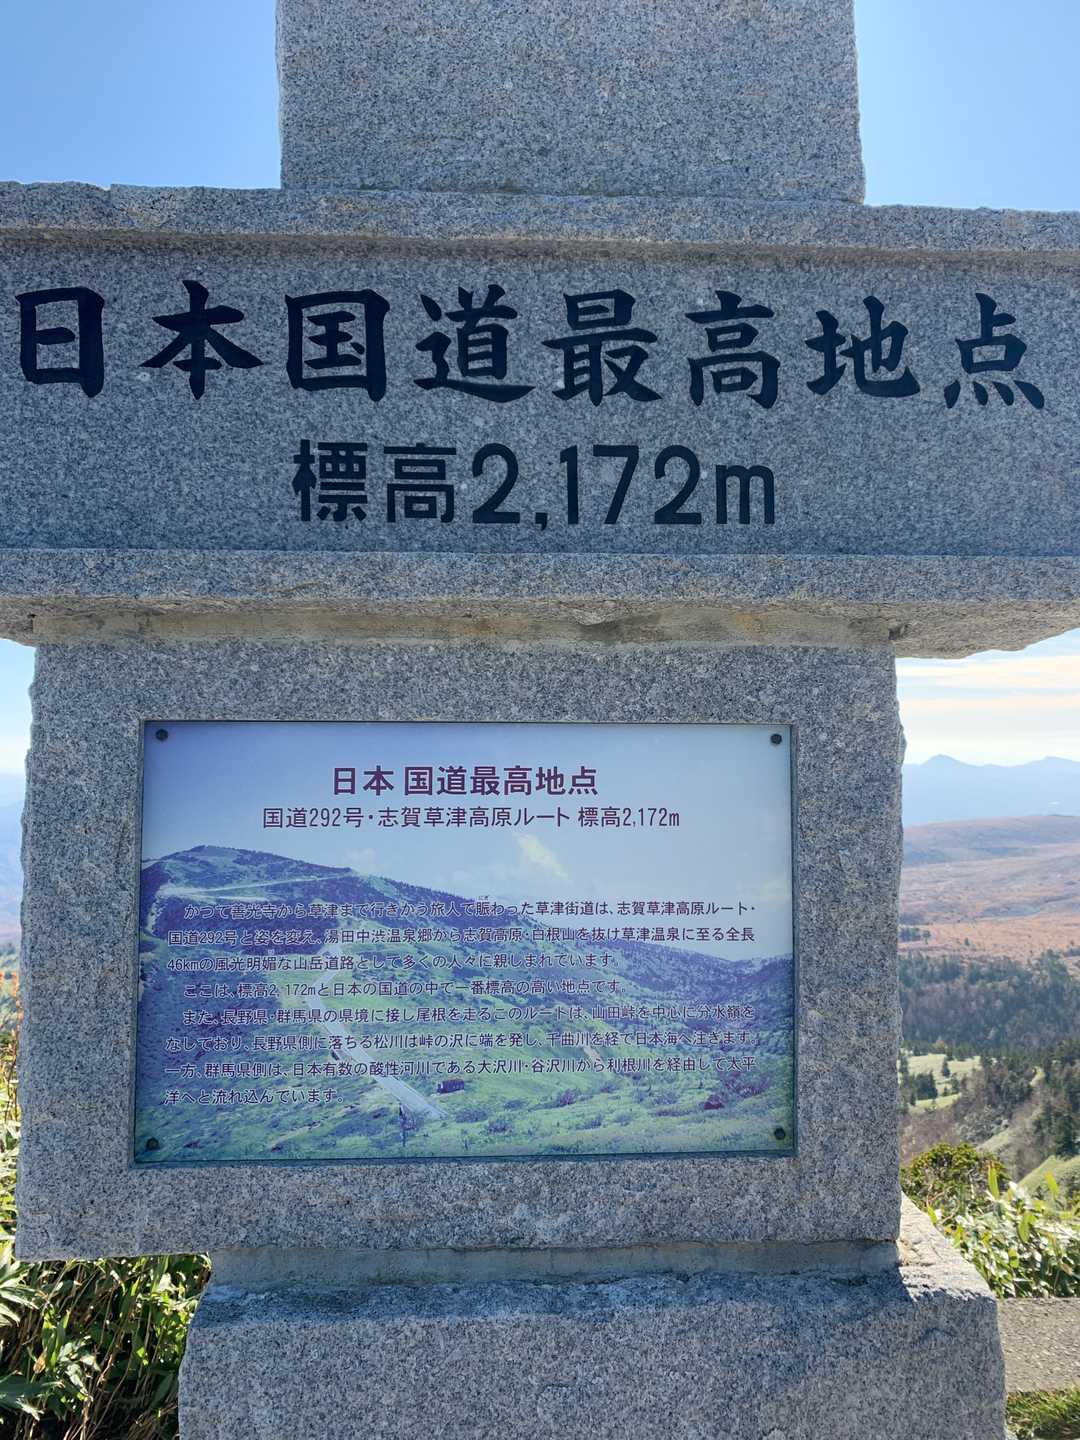 日本国道最高地点
標高2,172m
日本 国道最高地点
国道292号・志賀草津高原ルート 標高2,172m
かつて善光寺から草津まで行きかう旅人で賑わった草津街道は、志賀草津高原ルート・
国道292号と姿を変え、湯田中渋温泉郷から志賀高原・白根山を抜け草津温泉に至る全長
46kmの風光明媚な山岳道路として多くの人々に親しまれています。
ここは、標高2,172mと日本の国道の中で一番標高の高い地点です。
また、長野県・群馬県の県境に接し尾根を走るこのルートは、山田峠を中心に分水嶺を
なしており、長野県側に落ちる松川は峠の沢に端を発し、千曲川を経て日本海へ注ぎます。
一方、群馬県側は、日本有数の酸性河川である大沢川・谷沢川から利根川を経由して太平
洋へと流れ込んでいます。